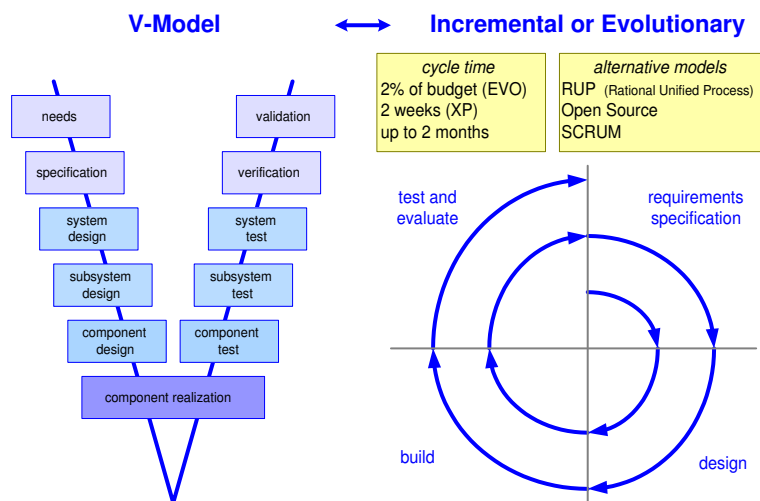 V-Model
Incremental or Evolutionary
cycle time
2% of budget (EVO)
2 weeks (XP)
up to 2 months
alternative models
RUP (Rational Unified Process)
Open Source
SCRUM
needs
validation
specification
verification
system
design
system
test
subsystem
design
subsystem
test
component
design
component
test
component realization
test and
evaluate
requirements
specification
build
design